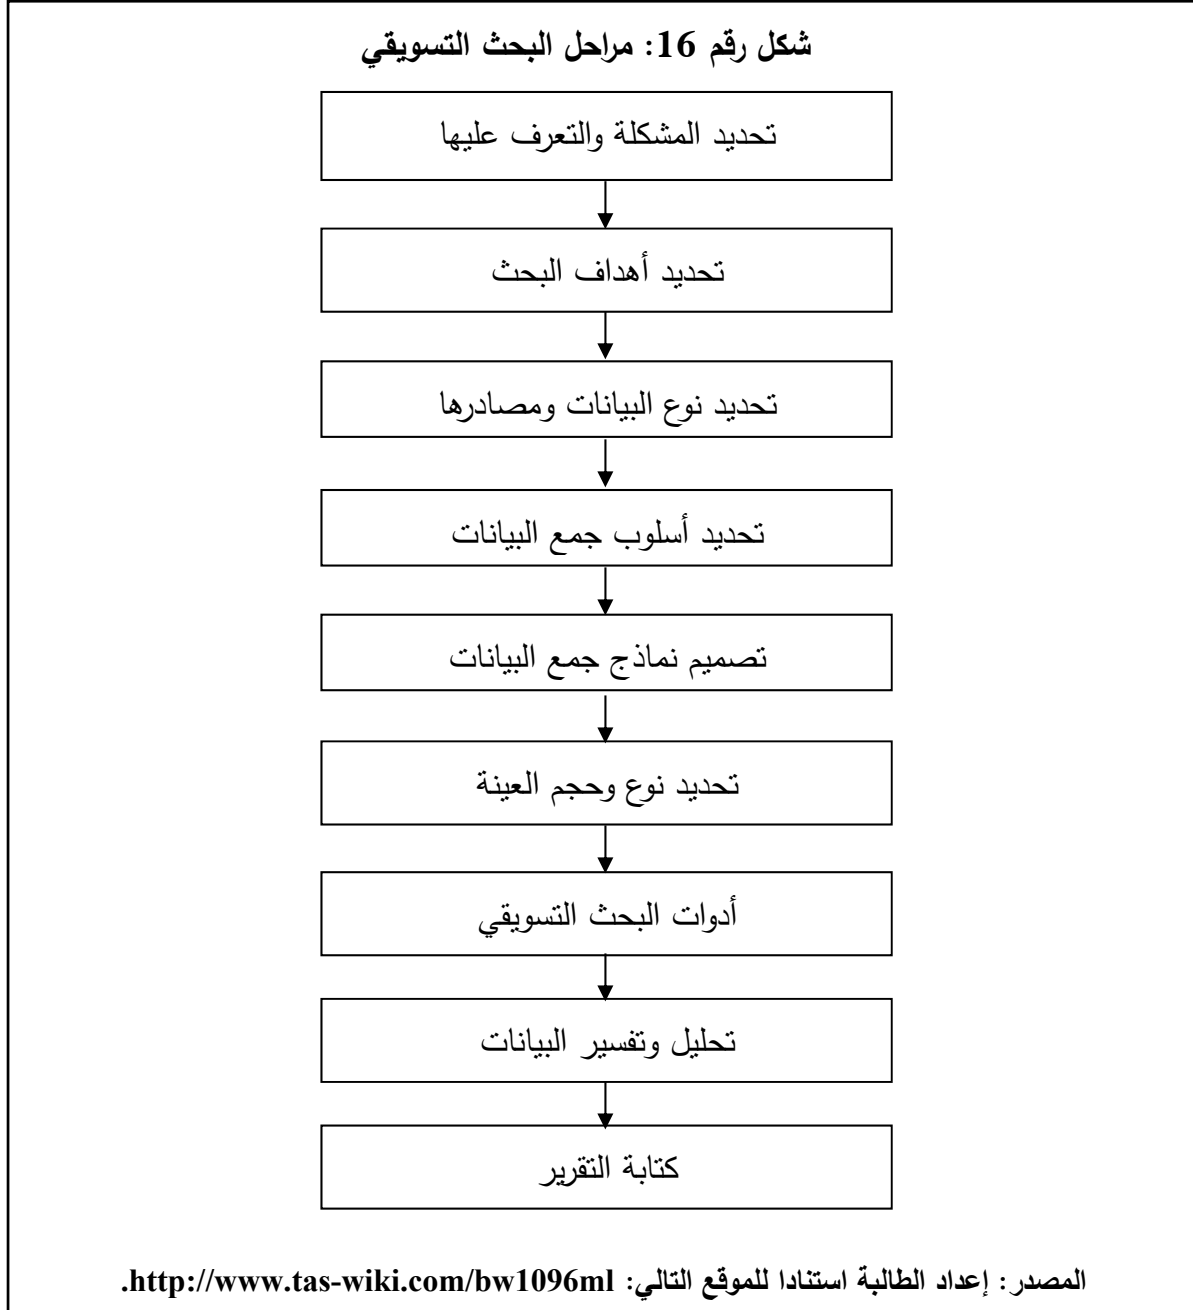 شكل رقم 16: مراحل البحث التسويقي
تحديد المشكلة والتعرف عليها
تحديد أهداف البحث
تحديد نوع البيانات ومصادرها
تحديد أسلوب جمع البيانات
تصميم نماذج جمع البيانات
تحديد نوع وحجم العينة
أدوات البحث التسويقي
تحليل وتفسير البيانات
كتابة التقرير
المصدر: إعداد الطالبة استنادا للموقع التالي: http://www.tas-wiki.com/bw1096ml.